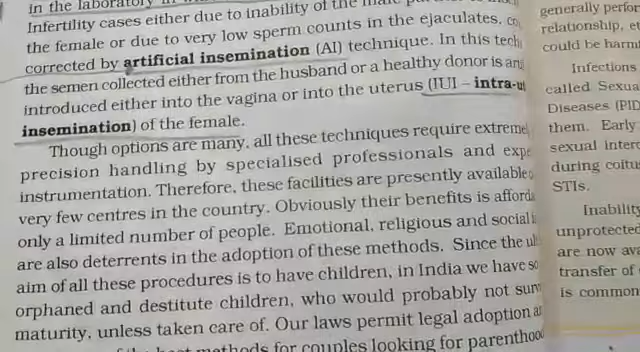 in the laboratory in
Infertility cases either due to inability of the male
the female or due to very low sperm counts in the ejaculates,
corrected by artificial insemination (AI) technique. In this
the semen collected either from the husband or a healthy donor is
introduced either into the vagina or into the uterus (IUI – intra-
insemination) of the female.
Though options are many, all these techniques require
precision handling by specialised professionals and
instrumentation. Therefore, these facilities are presently available
very few centres in the country. Obviously their benefits is
only a limited number of people. Emotional, religious and social
are also deterrents in the adoption of these methods. Since the
aim of all these procedures is to have children, in India we have
orphaned and destitute children, who would probably not
maturity, unless taken care of. Our laws permit legal adoption
methods for couples looking for
generally
relationship,
could be
Infections
called
Diseases (PID
them. Early
sexual
during
STIs.
Inability
unprotected
are now
transfer of
is common